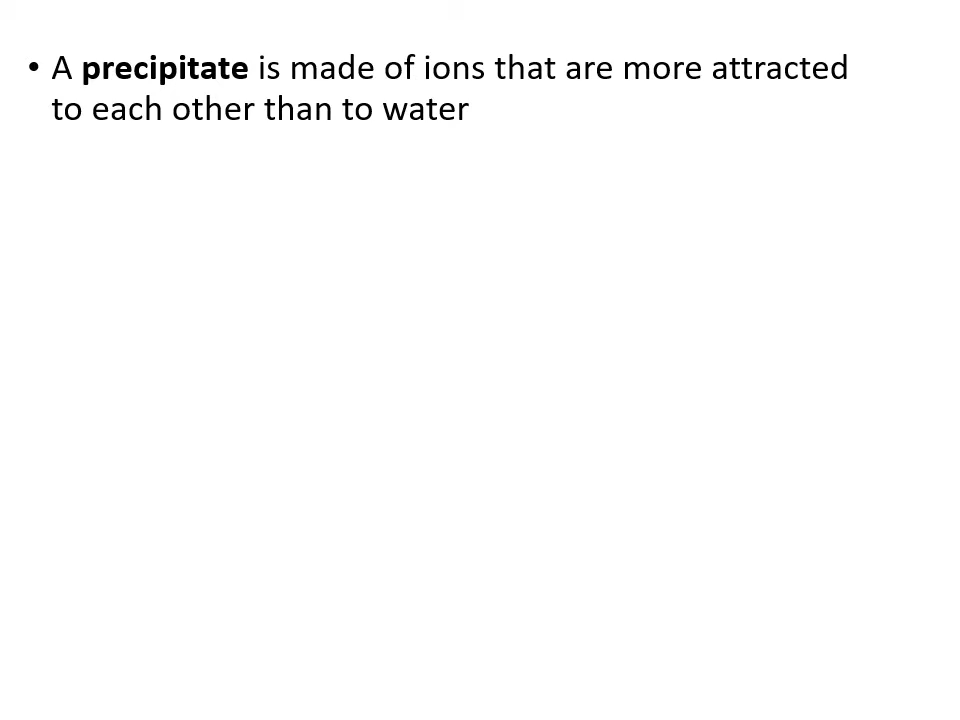 • A precipitate is made of ions that are more attracted
to each other than to water